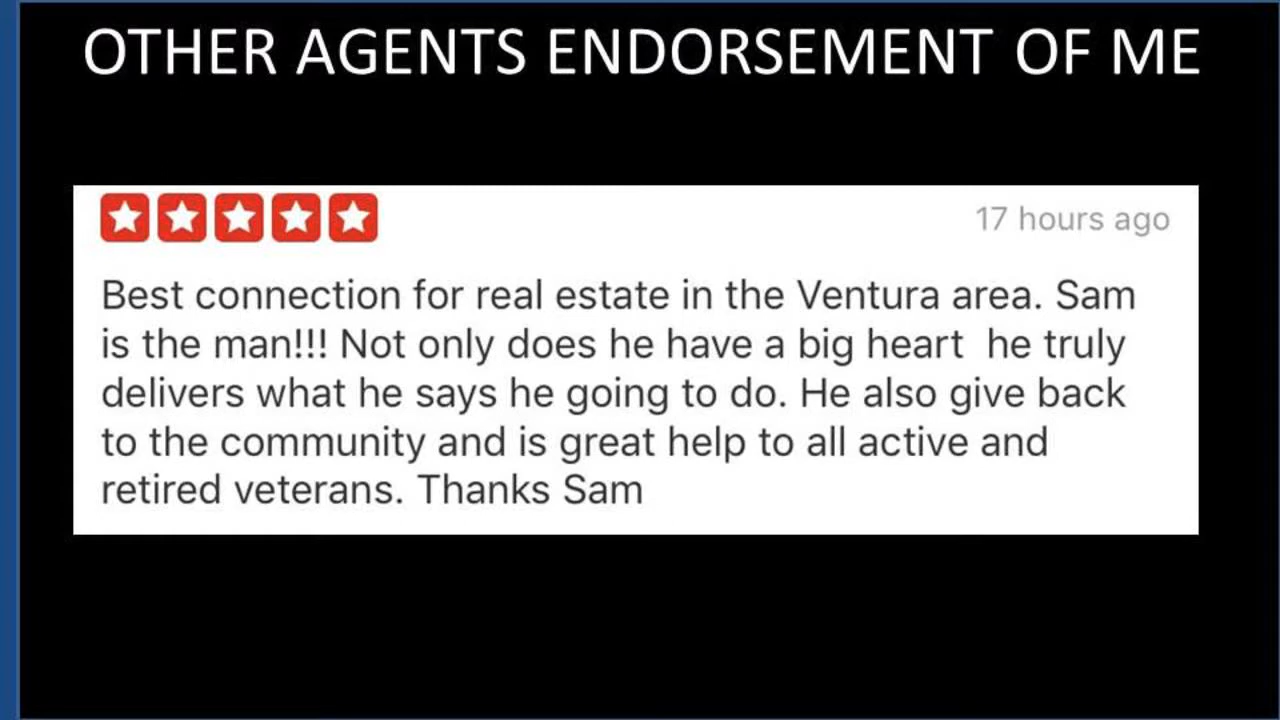 OTHER AGENTS ENDORSEMENT OF ME
17 hours ago
Best connection for real estate in the Ventura area. Sam
is the man!!! Not only does he have a big heart  he truly
delivers what he says he going to do. He also give back
to the community and is great help to all active and
retired veterans. Thanks Sam